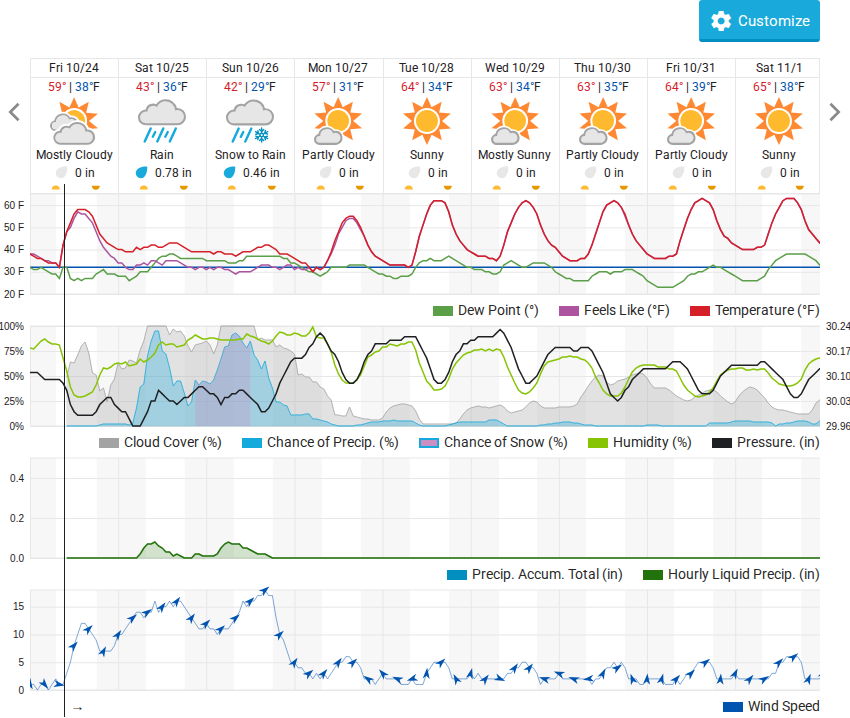 Customize
Fri 10/24 Sat 10/25 Sun 10/26 Mon 10/27 Tue 10/28 Wed 10/29 Thu 10/30 Fri 10/31 Sat 11/1
59° | 38°F 43° | 36°F 42° | 29°F 57° | 31°F 64° | 34°F 63° | 34°F 63° | 35°F 64° | 39°F 65° | 38°F
Mostly Cloudy Rain Snow to Rain Partly Cloudy Sunny Mostly Sunny Partly Cloudy Partly Cloudy Sunny
0 in 0.78 in 0.46 in 0 in 0 in 0 in 0 in 0 in 0 in
60 F
50 F
40 F
30 F
20 F
Dew Point (°) Feels Like (°F) Temperature (°F)
100% 30.24
75% 30.17
50% 30.10
25% 30.03
0% 29.96
Cloud Cover (%) Chance of Precip. (%) Chance of Snow (%) Humidity (%) Pressure. (in)
0.4
0.2
0.0
Precip. Accum. Total (in) Hourly Liquid Precip. (in)
15
10
5
0
→
Wind Speed